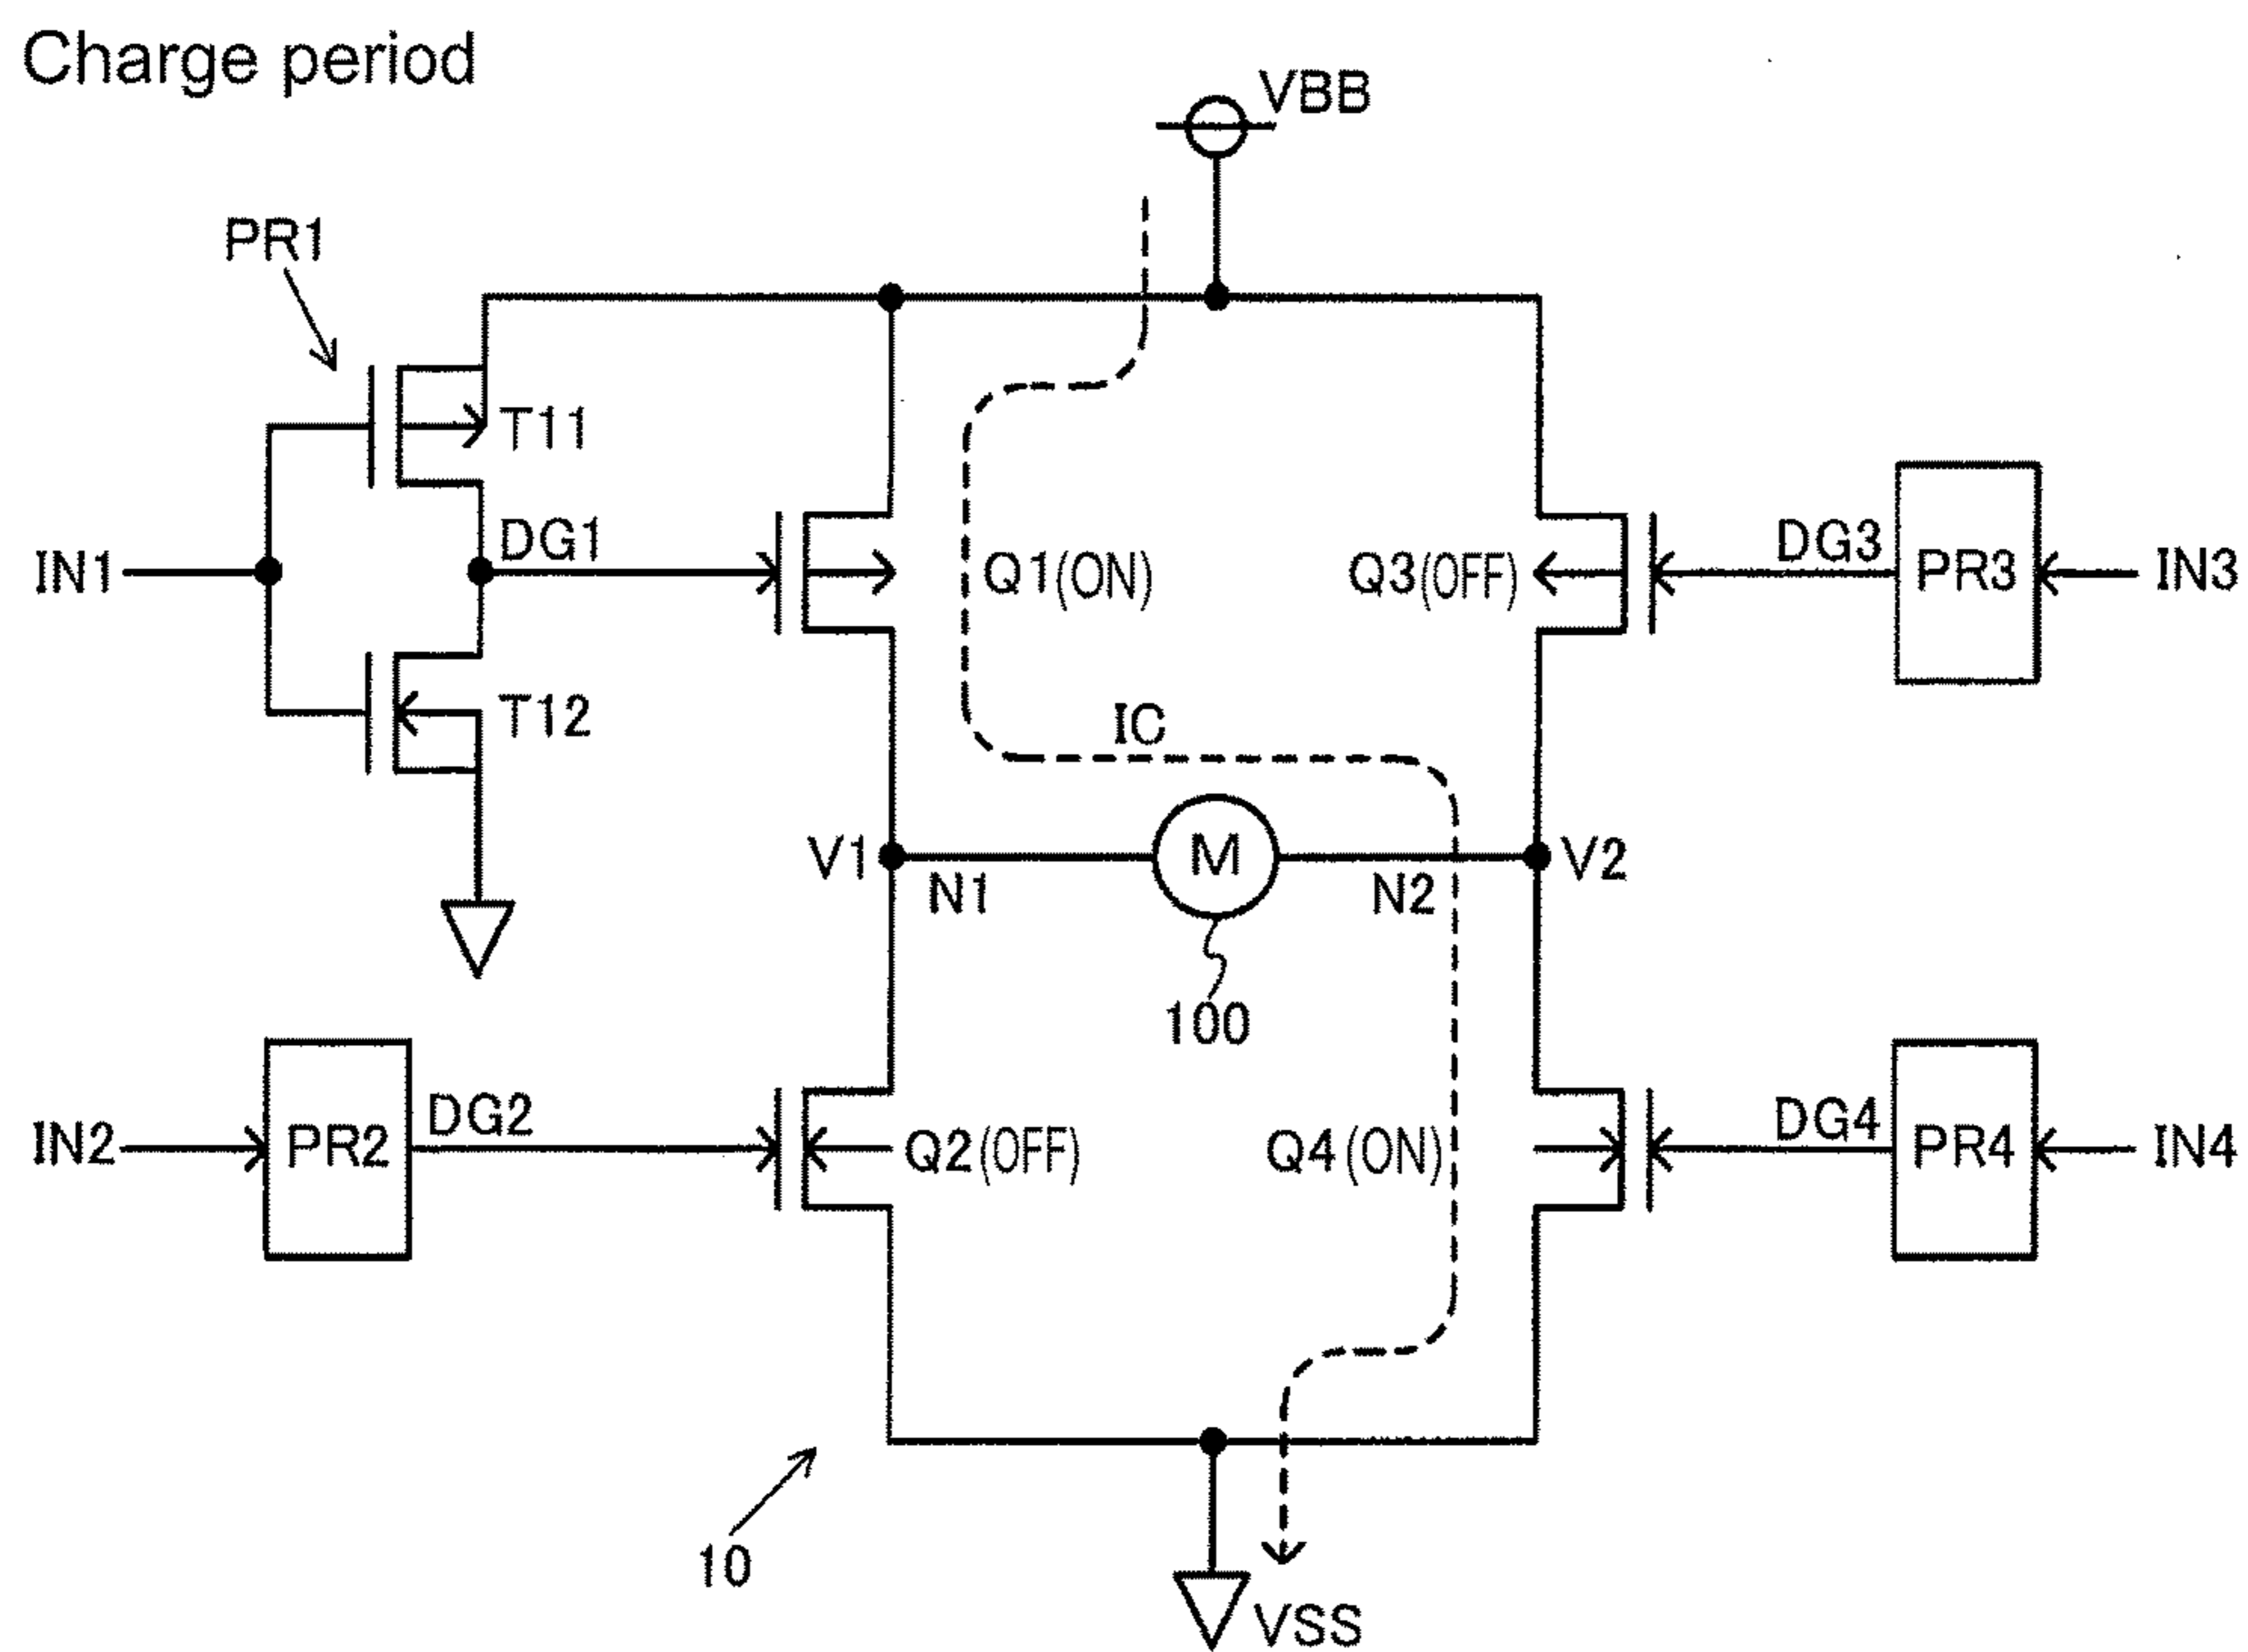 Charge period
VBB
PR1
T11
DG1
IN1
Q1(ON)
Q3(OFF)
DG3
PR3
IN3
T12
IC
V1
N1
M
N2
V2
100
IN2
PR2
DG2
Q2(OFF)
Q4(ON)
DG4
PR4
IN4
10
VSS